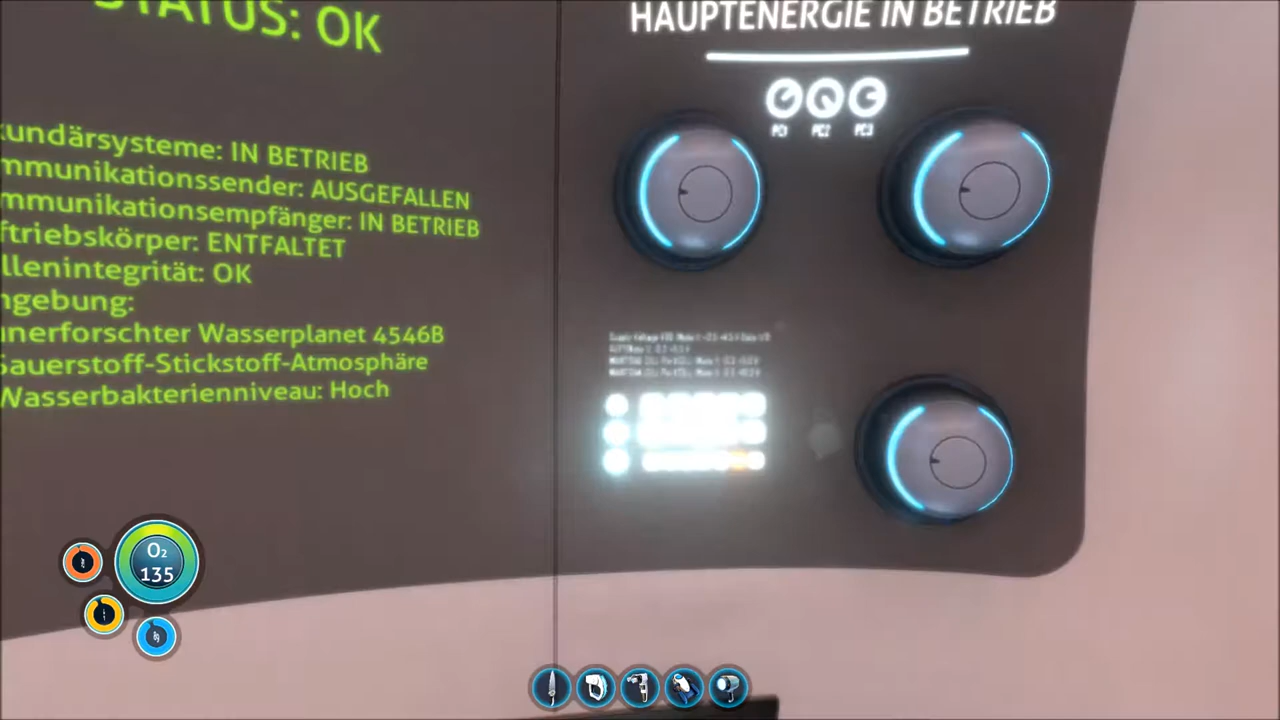 STATUS: OK
kundärsysteme: IN BETRIEB
mmunikationssender: AUSGEFALLEN
mmunikationsempfänger: IN BETRIEB
ftriebskörper: ENTFALTET
llenintegrität: OK
ngebung:
unerforschter Wasserplanet 4546B
Sauerstoff-Stickstoff-Atmosphäre
Wasserbakterienniveau: Hoch
HAUPTENERGIE IN BETRIEB
PC1 PC2 PC3
O₂
135